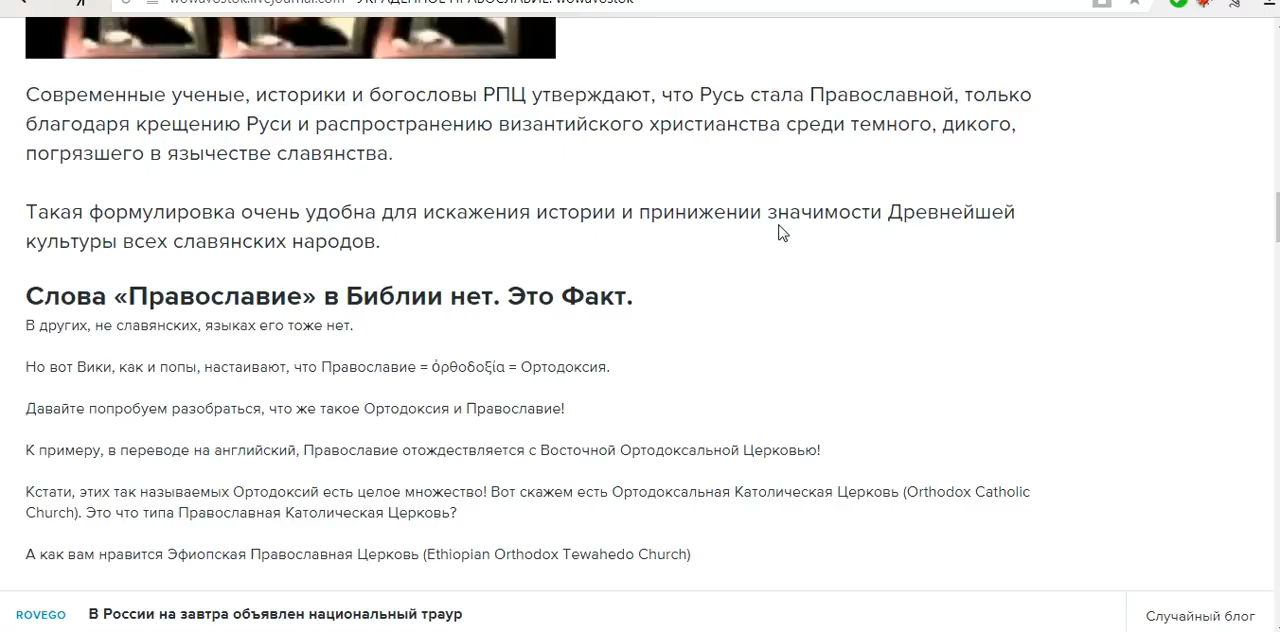 wowavostok.livejournal.com УКРАДЕННОЕ ПРАВОСЛАВИЕ: wowavostok
Современные ученые, историки и богословы РПЦ утверждают, что Русь стала Православной, только
благодаря крещению Руси и распространению византийского христианства среди темного, дикого,
погрязшего в язычестве славянства.
Такая формулировка очень удобна для искажения истории и принижении значимости Древнейшей
культуры всех славянских народов.
Слова «Православие» в Библии нет. Это Факт.
В других, не славянских, языках его тоже нет.
Но вот Вики, как и попы, настаивают, что Православие = ὀρθοδοξία = Ортодоксия.
Давайте попробуем разобраться, что же такое Ортодоксия и Православие!
К примеру, в переводе на английский, Православие отождествляется с Восточной Ортодоксальной Церковью!
Кстати, этих так называемых Ортодоксий есть целое множество! Вот скажем есть Ортодоксальная Католическая Церковь (Orthodox Catholic
Church). Это что типа Православная Католическая Церковь?
А как вам нравится Эфиопская Православная Церковь (Ethiopian Orthodox Tewahedo Church)
ROVEGO В России на завтра объявлен национальный траур
Случайный блог